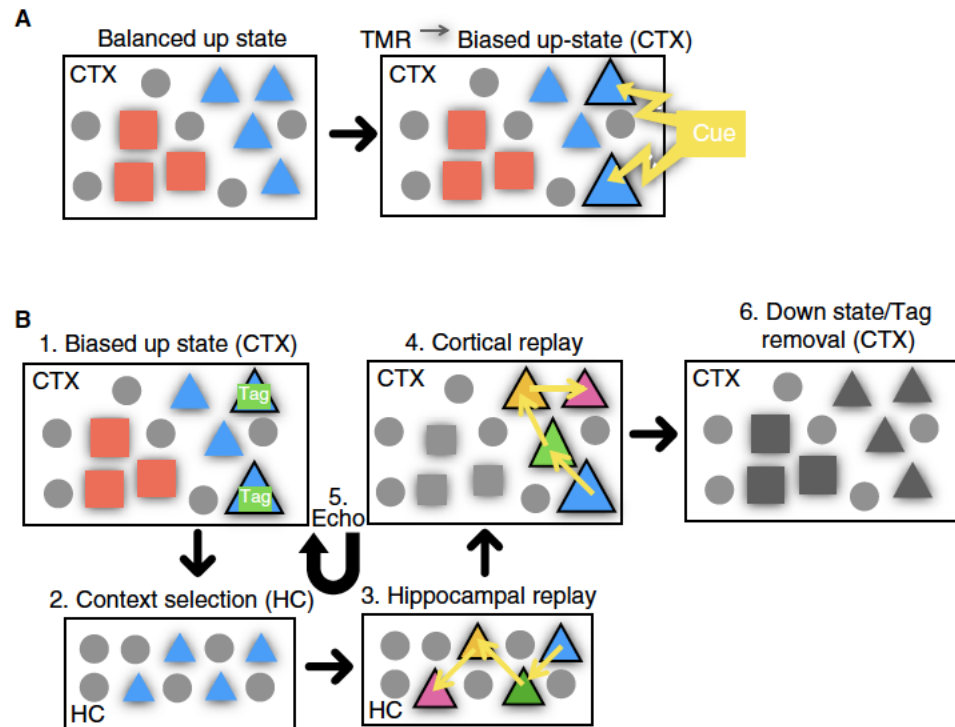 A
Balanced up state
TMR → Biased up-state (CTX)
CTX
CTX
Cue
B
1. Biased up state (CTX)
4. Cortical replay
6. Down state/Tag
removal (CTX)
CTX
Tag
Tag
CTX
CTX
5.
Echo
2. Context selection (HC)
3. Hippocampal replay
HC
HC